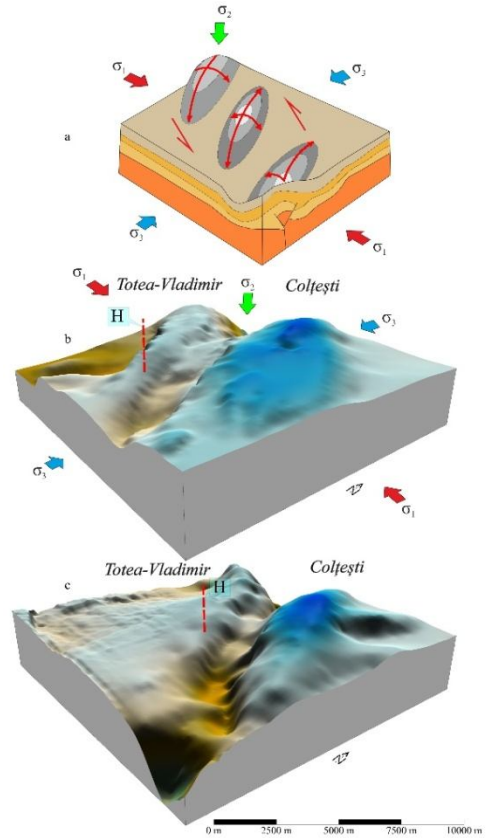 σ2
σ1
σ3
a
σ3
σ1
σ1
Totea-Vladimir
Colțești
σ2
H
σ3
b
σ3
N
σ1
Totea-Vladimir
Colțești
c
H
N
0 m 2500 m 5000 m 7500 m 10000 m